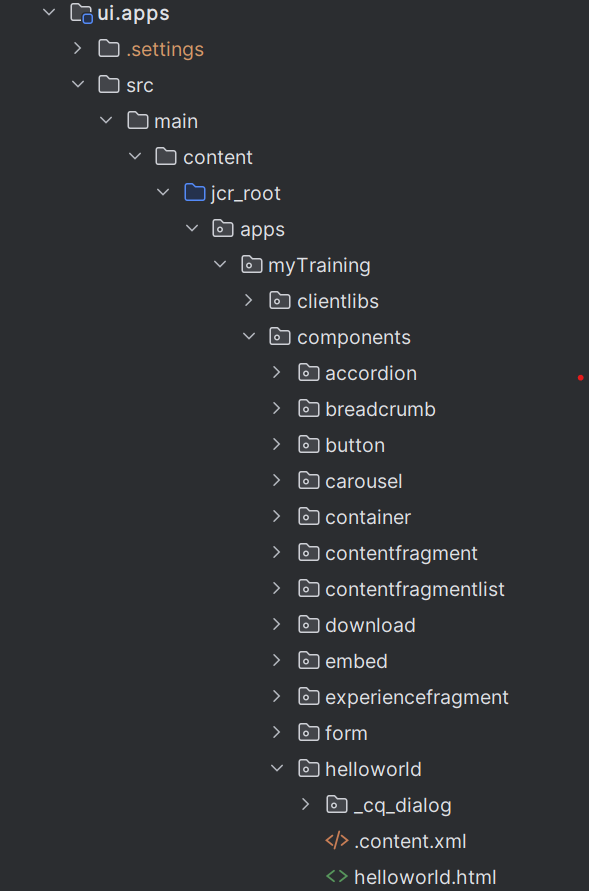 ui.apps
.settings
src
main
content
jcr_root
apps
myTraining
clientlibs
components
accordion
breadcrumb
button
carousel
container
contentfragment
contentfragmentlist
download
embed
experiencefragment
form
helloworld
_cq_dialog
.content.xml
helloworld.html